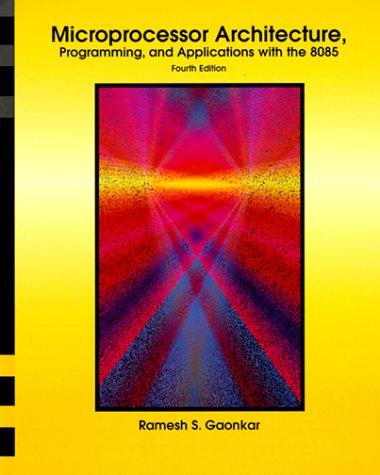 Microprocessor Architecture,
Programming, and Applications with the 8085
Fourth Edition
Ramesh S. Gaonkar